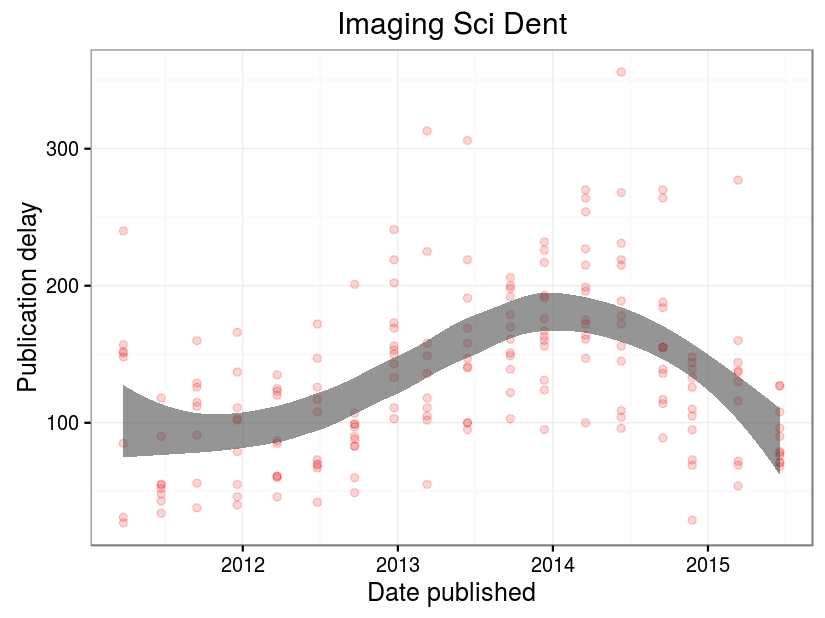 Imaging Sci Dent
Publication delay
300
200
100
2012 2013 2014 2015
Date published